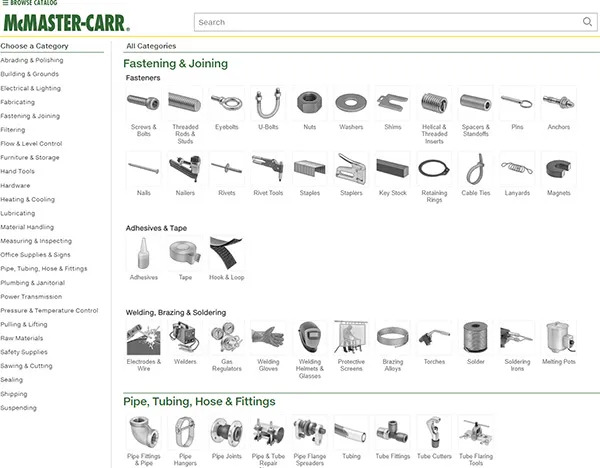 BROWSE CATALOG
McMASTER-CARR®
Search
Choose a Category
Abrading & Polishing
Building & Grounds
Electrical & Lighting
Fabricating
Fastening & Joining
Filtering
Flow & Level Control
Furniture & Storage
Hand Tools
Hardware
Heating & Cooling
Lubricating
Material Handling
Measuring & Inspecting
Office Supplies & Signs
Pipe, Tubing, Hose & Fittings
Plumbing & Janitorial
Power Transmission
Pressure & Temperature Control
Pulling & Lifting
Raw Materials
Safety Supplies
Sawing & Cutting
Sealing
Shipping
Suspending
All Categories
Fastening & Joining
Fasteners
Screws &
Bolts
Threaded
Rods &
Studs
Eyebolts
U-Bolts
Nuts
Washers
Shims
Helical &
Threaded
Inserts
Spacers &
Standoffs
Pins
Anchors
Nails
Nailers
Rivets
Rivet Tools
Staples
Staplers
Key Stock
Retaining
Rings
Cable Ties
Lanyards
Magnets
Adhesives & Tape
Adhesives
Tape
Hook & Loop
Welding, Brazing & Soldering
Electrodes
& Wire
Welders
Gas
Regulators
Welding
Gloves
Welding
Helmets &
Glasses
Protective
Screens
Brazing
Alloys
Torches
Solder
Soldering
Irons
Melting Pots
Pipe, Tubing, Hose & Fittings
Pipe Fittings
& Pipe
Pipe
Hangers
Pipe Joints
Pipe & Tube
Repair
Pipe Flange
Spreaders
Tubing
Tube Fittings
Tube Cutters
Tube Flaring
Tools